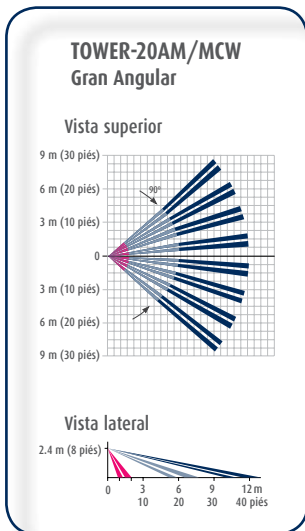 TOWER-20AM/MCW
Gran Angular
Vista superior
9 m (30 piés)
6 m (20 piés)
3 m (10 piés)
0
3 m (10 piés)
6 m (20 piés)
9 m (30 piés)
90°
Vista lateral
2.4 m (8 piés)
0 3 6 9 12 m
10 20 30 40 piés